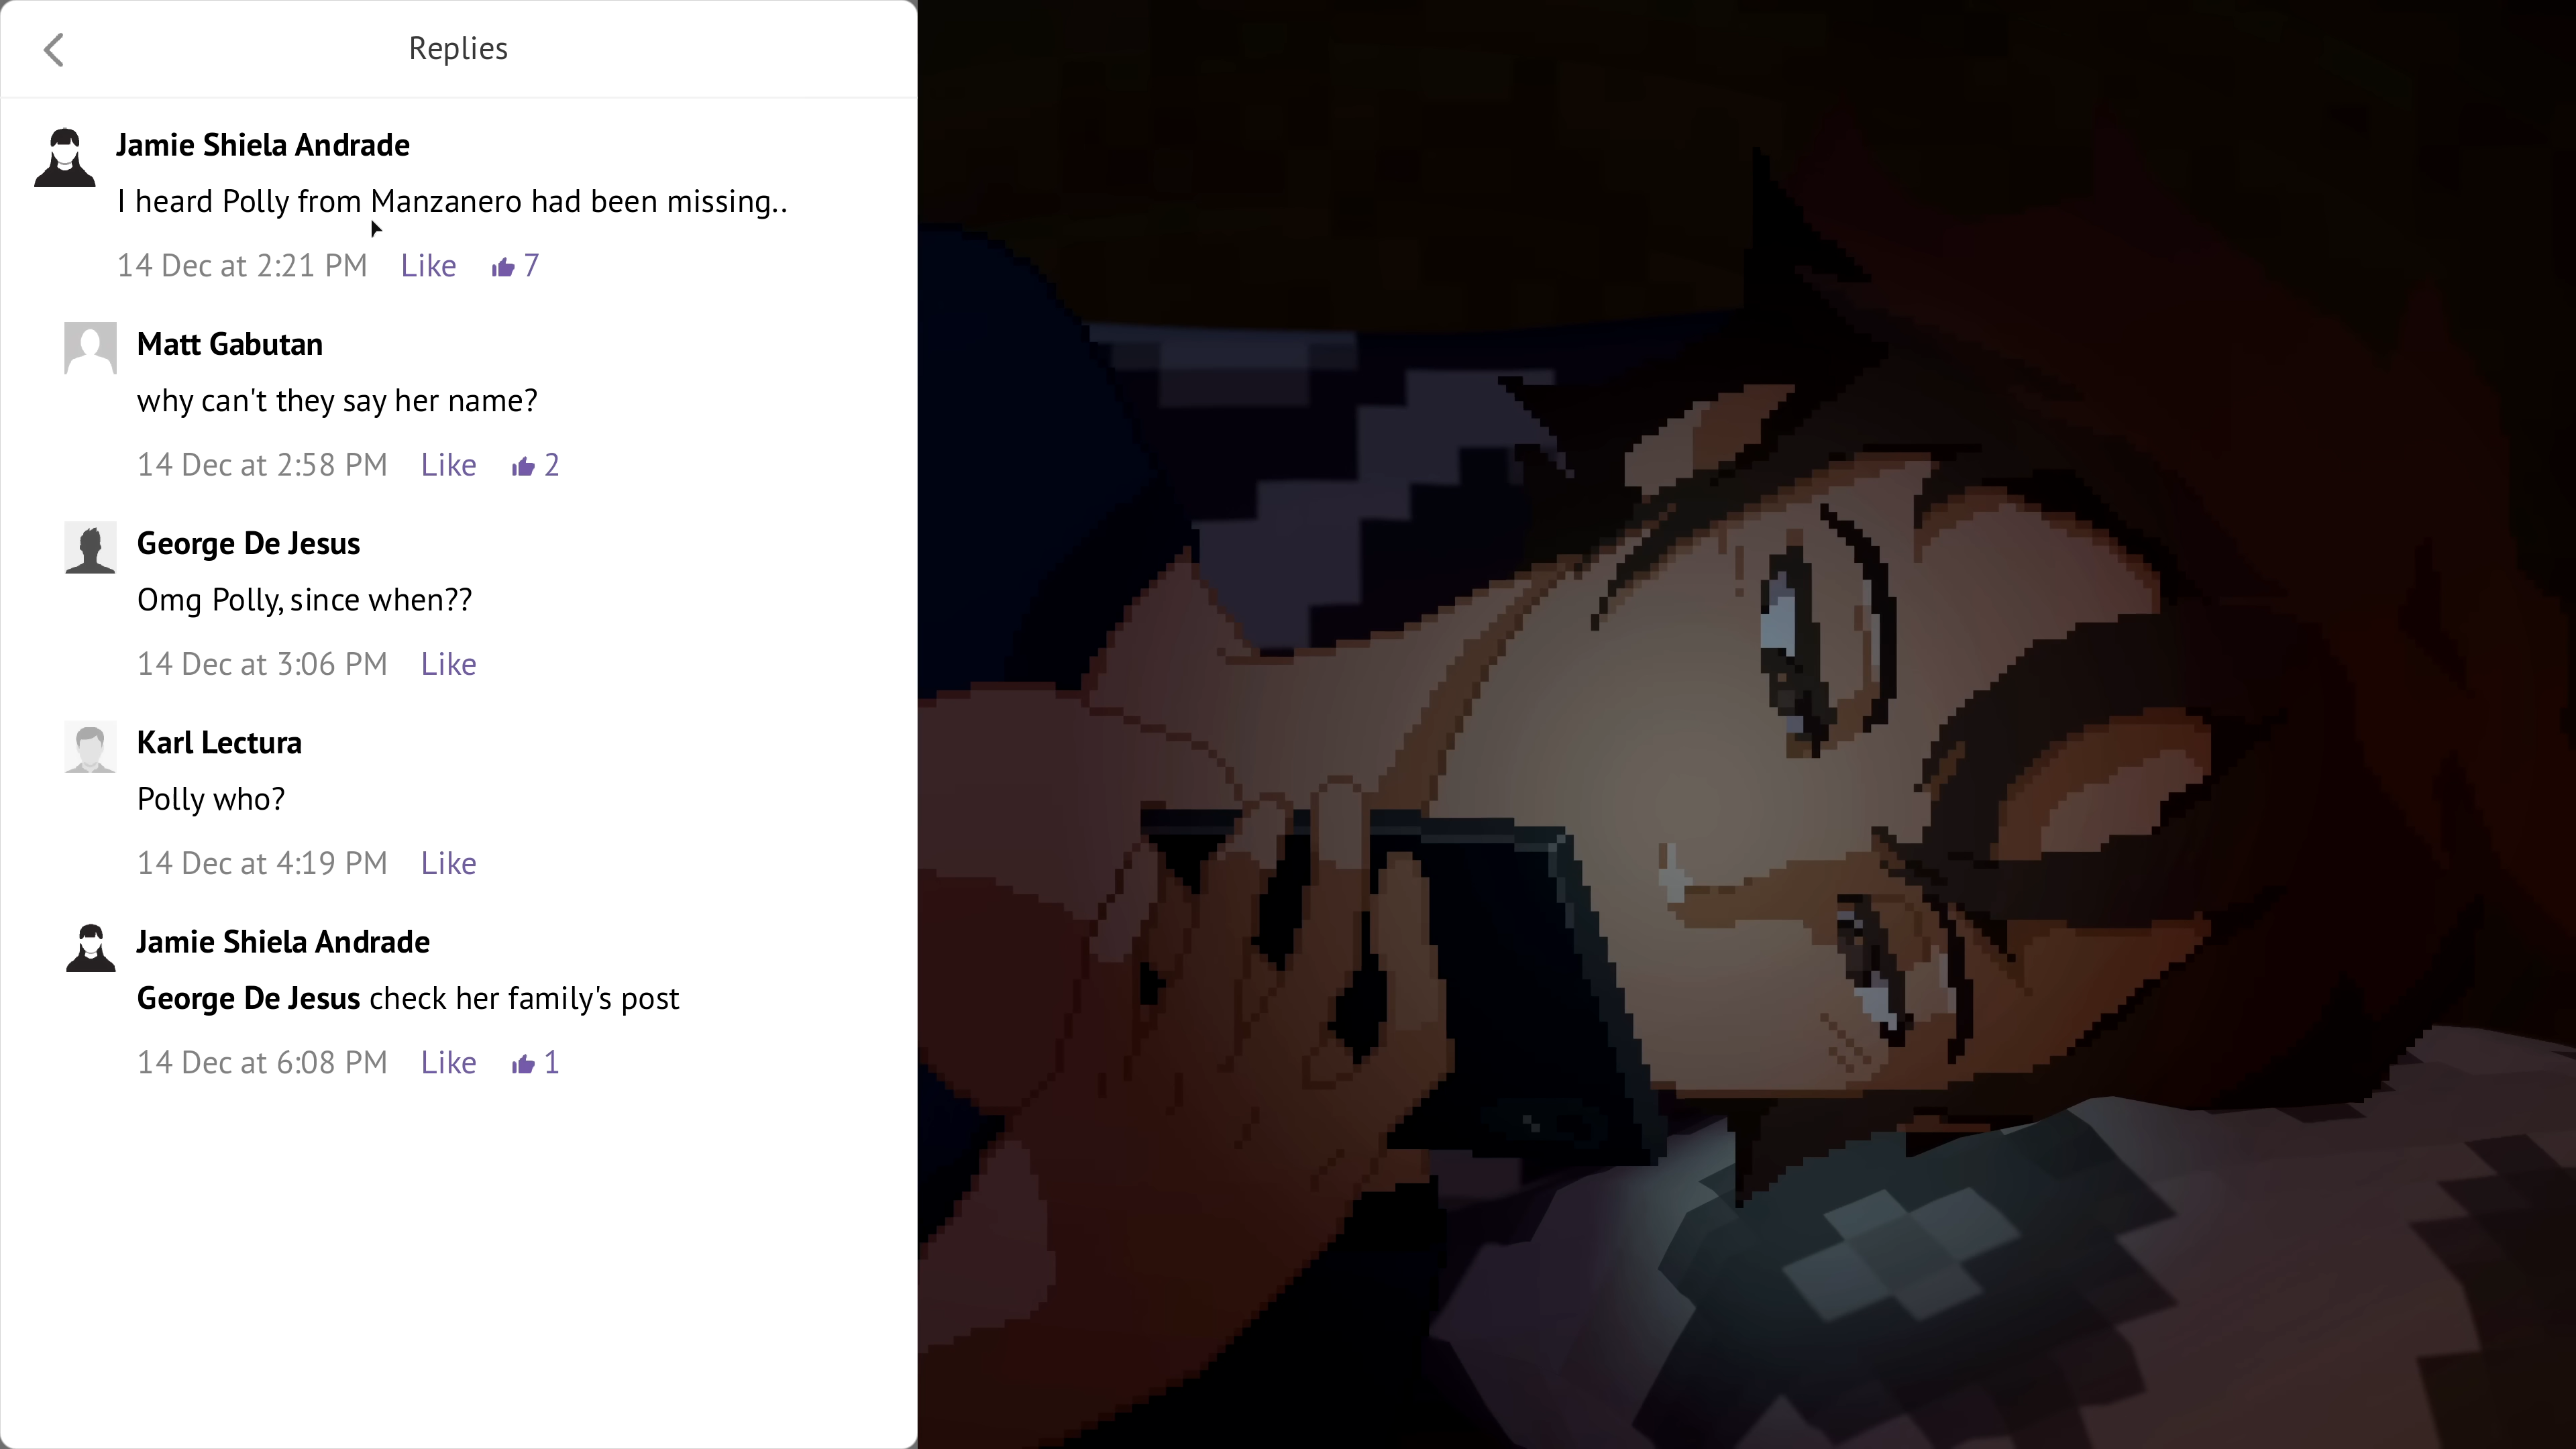 Replies
Jamie Shiela Andrade
I heard Polly from Manzanero had been missing..
14 Dec at 2:21 PM Like 7
Matt Gabutan
why can't they say her name?
14 Dec at 2:58 PM Like 2
George De Jesus
Omg Polly, since when??
14 Dec at 3:06 PM Like
Karl Lectura
Polly who?
14 Dec at 4:19 PM Like
Jamie Shiela Andrade
George De Jesus check her family's post
14 Dec at 6:08 PM Like 1